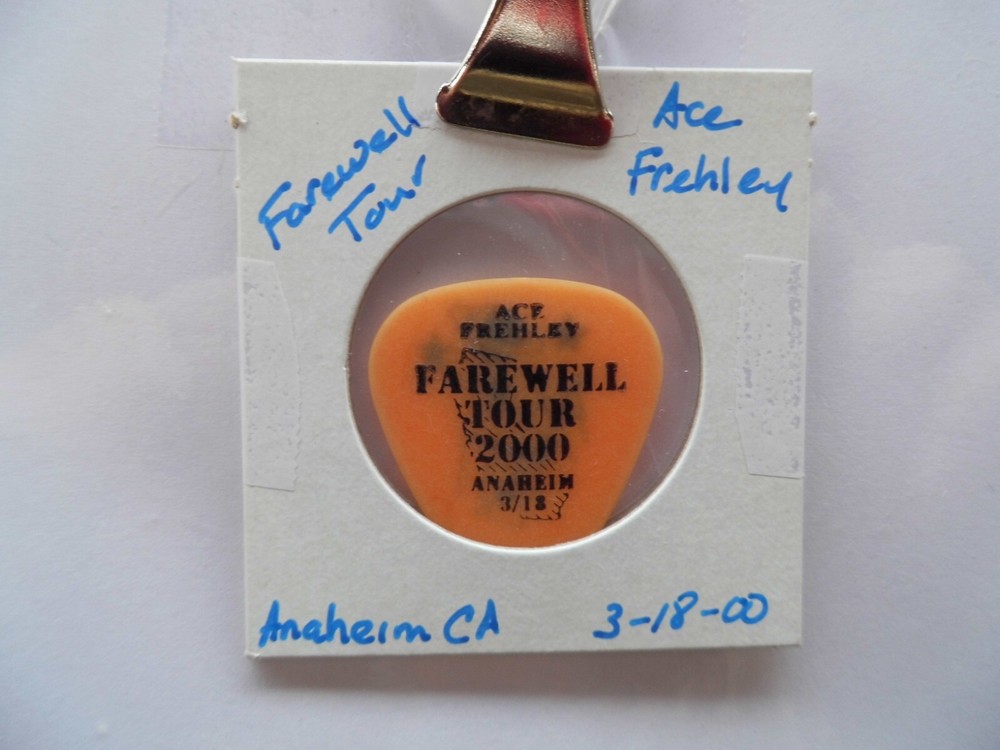 Farewell
Tour
Ace
Frehley
ACE
FREHLEY
FAREWELL
TOUR
2000
ANAHEIM
3/18
Anaheim CA
3-18-00